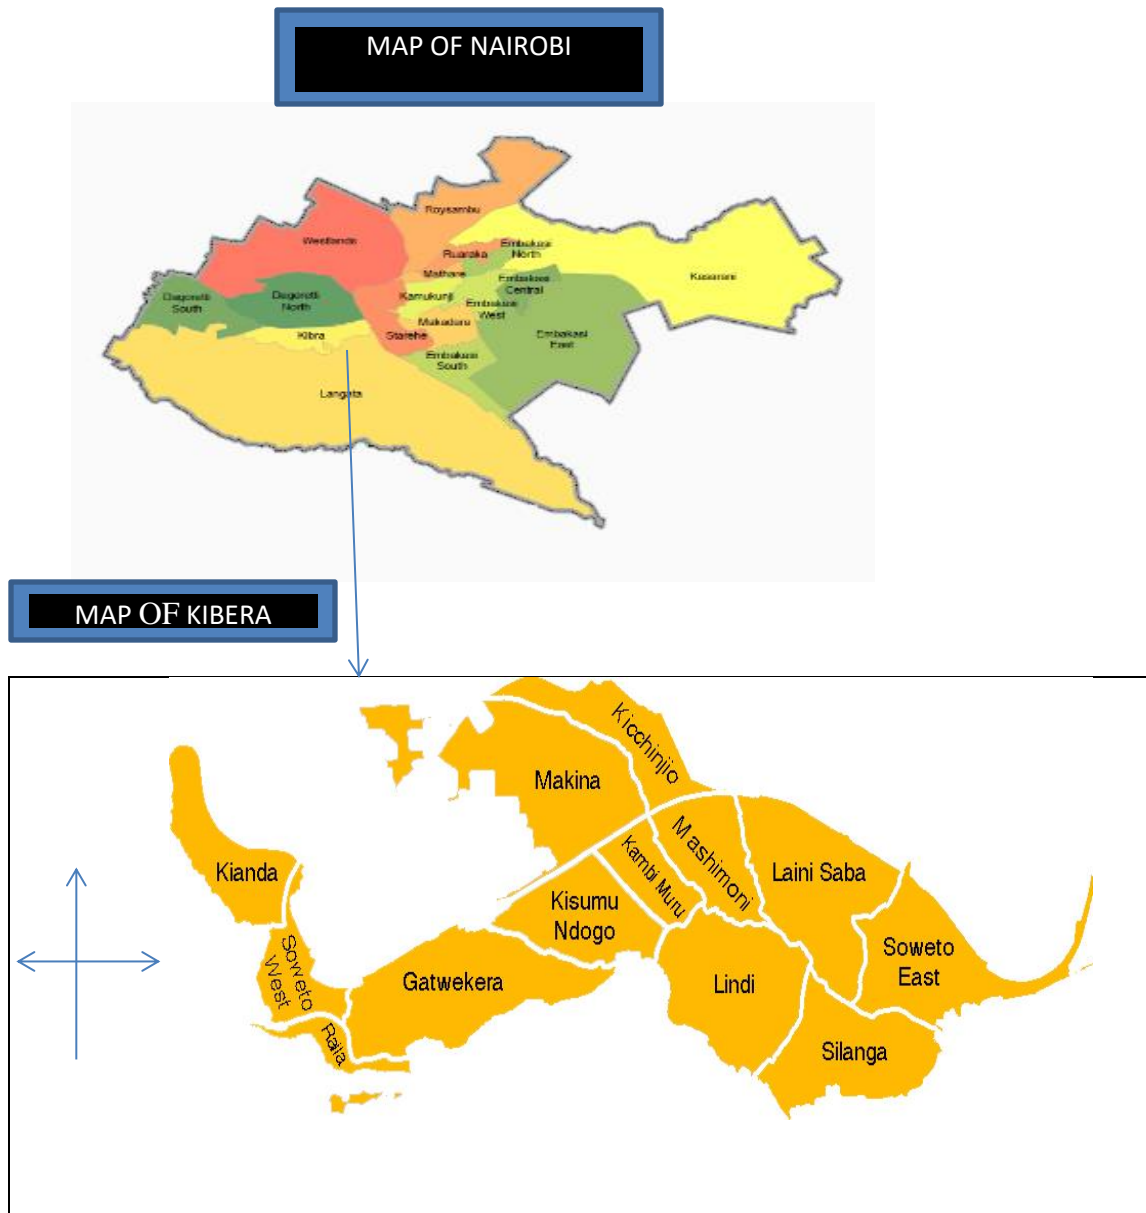 MAP OF NAIROBI
Roysambu
Westlands
Ruaraka
Embakasi
North
Mathare
Kasarani
Dagoretti
South
Dagoretti
North
Kamukunji
Embakasi
Central
Embakasi
West
Makadara
Kibra
Starehe
Embakasi
East
Embakasi
South
Langata
MAP OF KIBERA
Kicchinjio
Makina
Kianda
Kambi Muru
Mashimoni
Laini Saba
Kisumu
Ndogo
Soweto
West
Gatwekera
Lindi
Soweto
East
Raila
Silanga